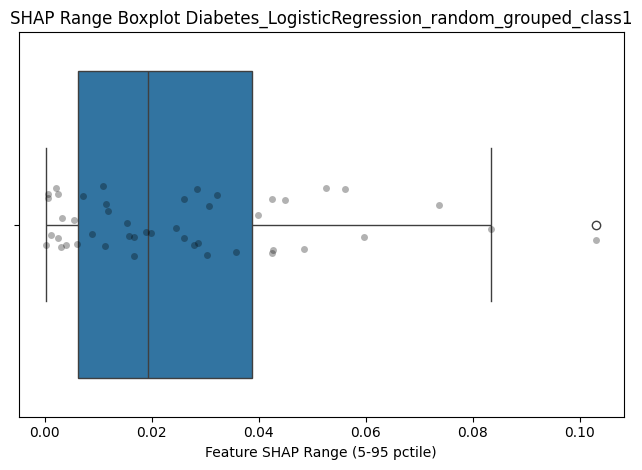 SHAP Range Boxplot Diabetes_LogisticRegression_random_grouped_class1
0.00 0.02 0.04 0.06 0.08 0.10
Feature SHAP Range (5-95 pctile)